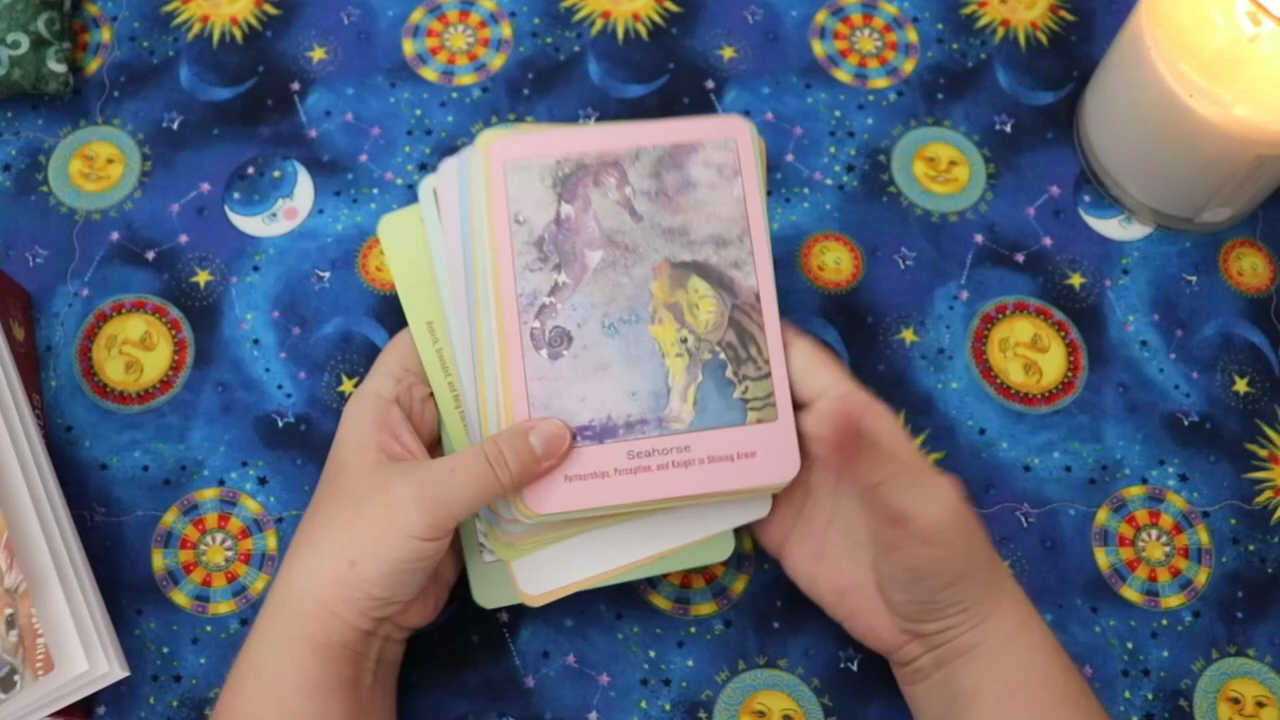 Seahorse
Partnerships, Perception, and Knight in Shining Armor